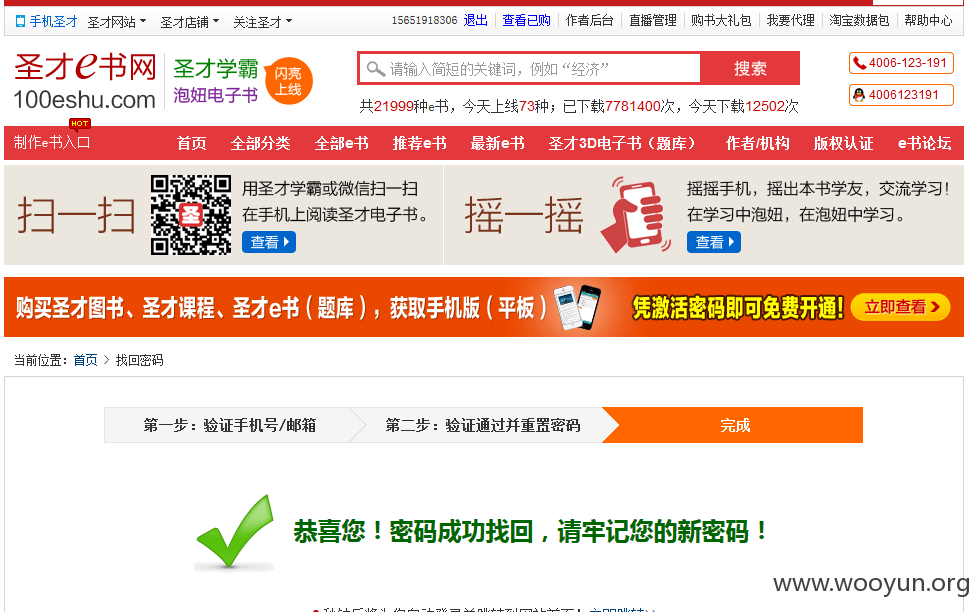 手机圣才 圣才网站 圣才店铺 关注圣才 15651918306 退出 查看已购 作者后台 直播管理 购书大礼包 我要代理 淘宝数据包 帮助中心
圣才e书网
100eshu.com
圣才学霸
泡妞电子书
闪亮
上线
请输入简短的关键词，例如“经济” 搜索
共21999种e书，今天上线73种；已下载7781400次，今天下载12502次
4006-123-191
4006123191
HOT
制作e书入口 首页 全部分类 全部e书 推荐e书 最新e书 圣才3D电子书（题库） 作者/机构 版权认证 e书论坛
扫一扫
圣
用圣才学霸或微信扫一扫
在手机上阅读圣才电子书。
查看
摇一摇
摇摇手机，摇出本书学友，交流学习！
在学习中泡妞，在泡妞中学习。
查看
购买圣才图书、圣才课程、圣才e书（题库），获取手机版（平板） 凭激活密码即可免费开通! 立即查看
当前位置：首页 > 找回密码
第一步：验证手机号/邮箱 第二步：验证通过并重置密码 完成
恭喜您！密码成功找回，请牢记您的新密码！
www.wooyun.org